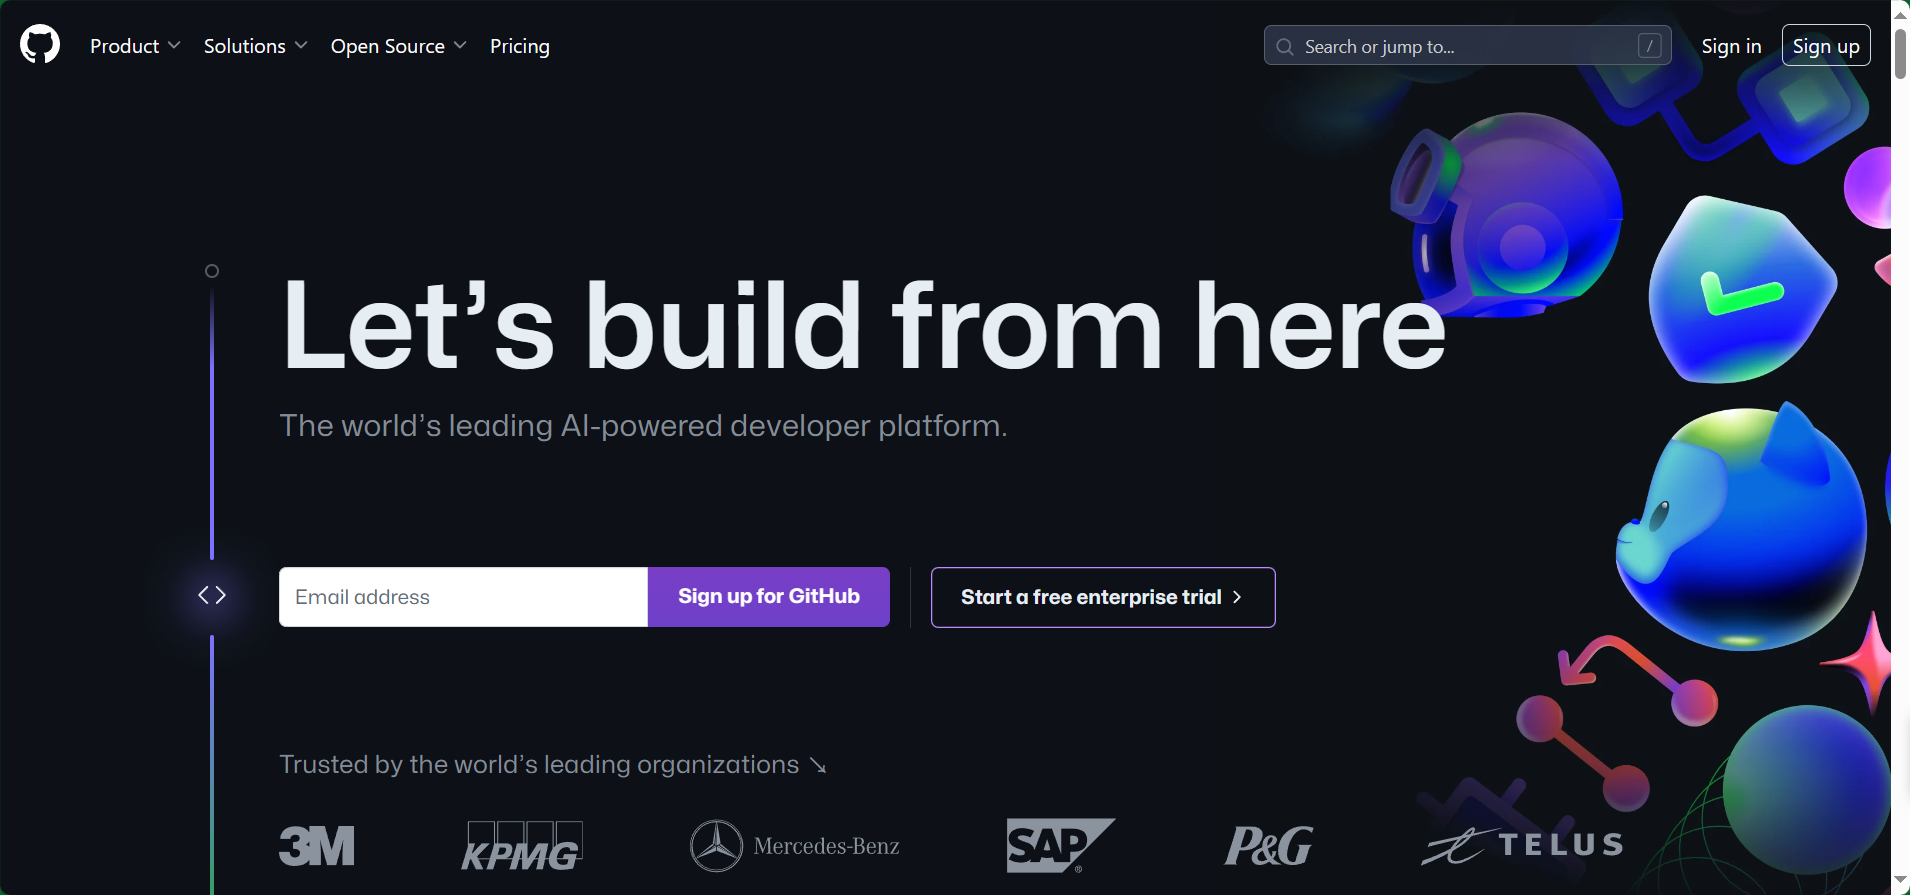 Product Solutions Open Source Pricing Search or jump to... / Sign in Sign up
Let’s build from here
The world’s leading AI-powered developer platform.
Email address Sign up for GitHub Start a free enterprise trial
Trusted by the world’s leading organizations ↘
3M KPMG Mercedes-Benz SAP® P&G TELUS